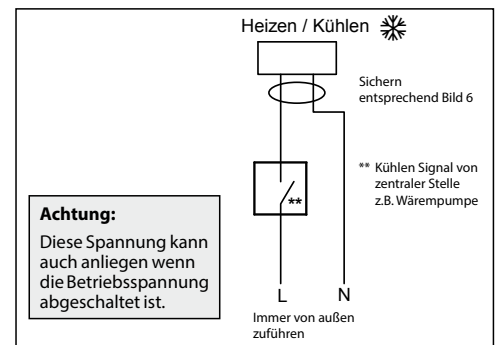 Heizen / Kühlen
Sichern
entsprechend Bild 6
** Kühlen Signal von
zentraler Stelle
z.B. Wärempumpe
**
Achtung:
Diese Spannung kann
auch anliegen wenn
die Betriebsspannung
abgeschaltet ist.
L N
Immer von außen
zuführen